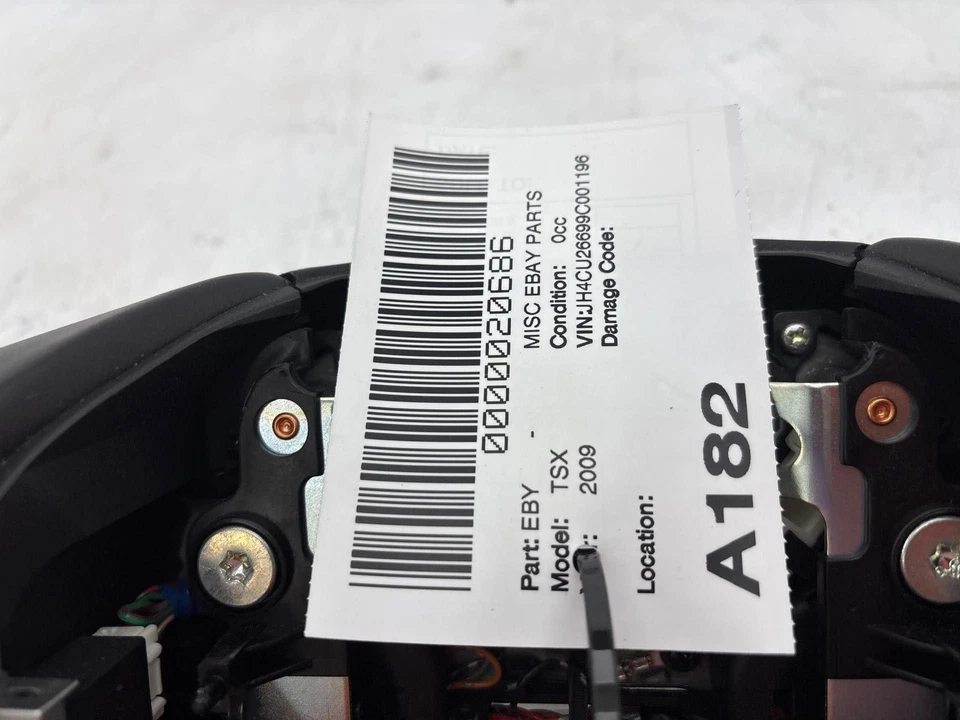 0000020686
Part: EBY - MISC EBAY PARTS
Model: TSX Condition: 0cc
2009 VIN:JH4CU26699C001196
Damage Code:
Location:
A182